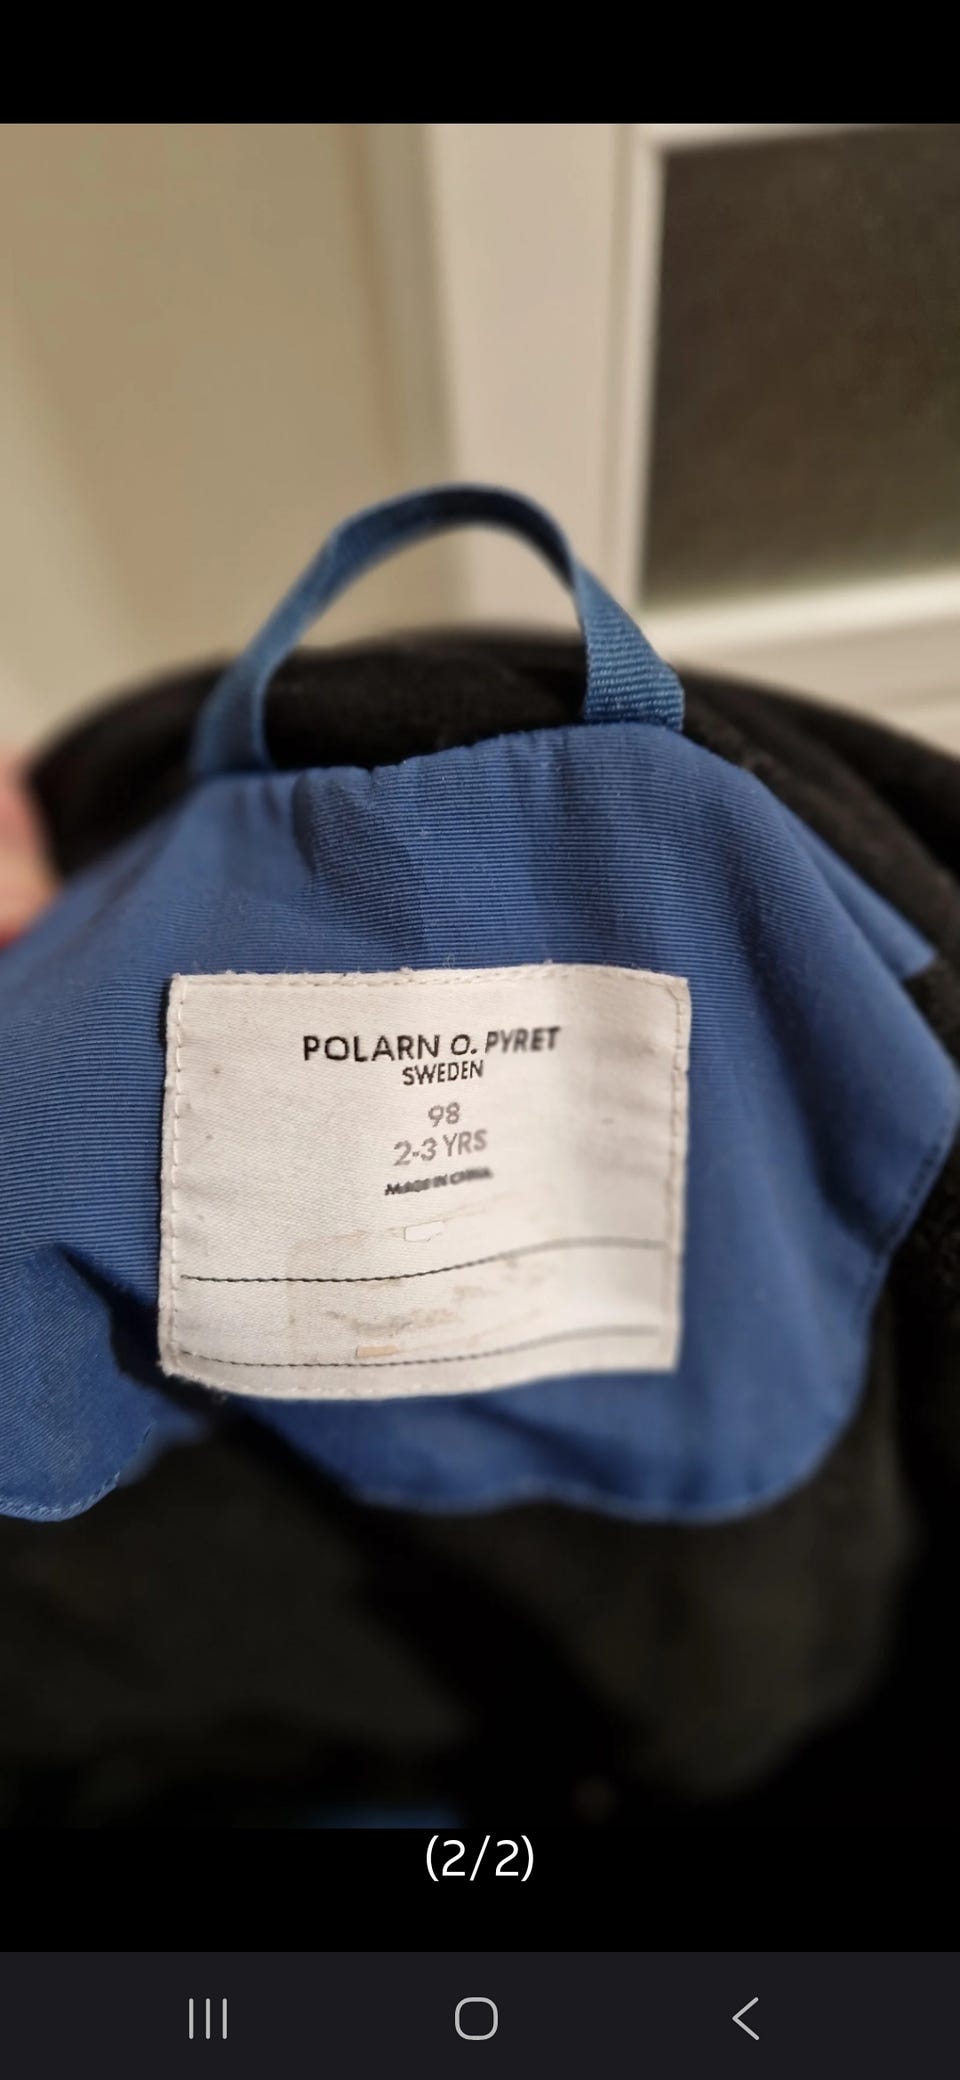 POLARN O. PYRET
SWEDEN
98
2-3 YRS
MADE IN CHINA
(2/2)